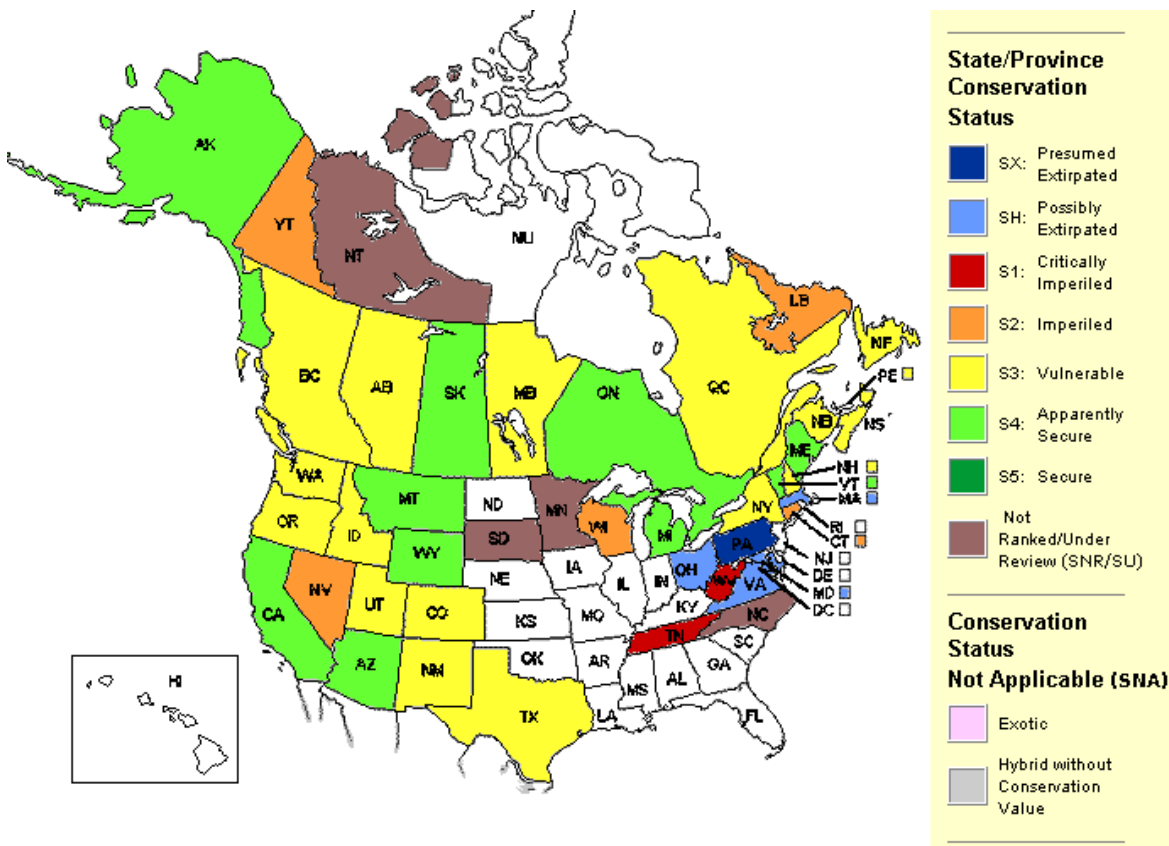 AK
YT
NT
NU
LB
NF
PE
BC
AB
SK
MB
ON
QC
NB
NS
ME
NH
VT
MA
WA
MT
ND
MN
NY
RI
CT
OR
ID
WY
SD
WI
MI
PA
NJ
DE
MD
DC
NE
IA
IL
IN
OH
WV
VA
KY
NV
UT
CO
KS
MO
CA
TN
NC
SC
AZ
NM
OK
AR
MS
AL
GA
TX
LA
FL
HI
State/Province
Conservation
Status
SX: Presumed
Extirpated
SH: Possibly
Extirpated
S1: Critically
Imperiled
S2: Imperiled
S3: Vulnerable
S4: Apparently
Secure
S5: Secure
Not
Ranked/Under
Review (SNR/SU)
Conservation
Status
Not Applicable (SNA)
Exotic
Hybrid without
Conservation
Value